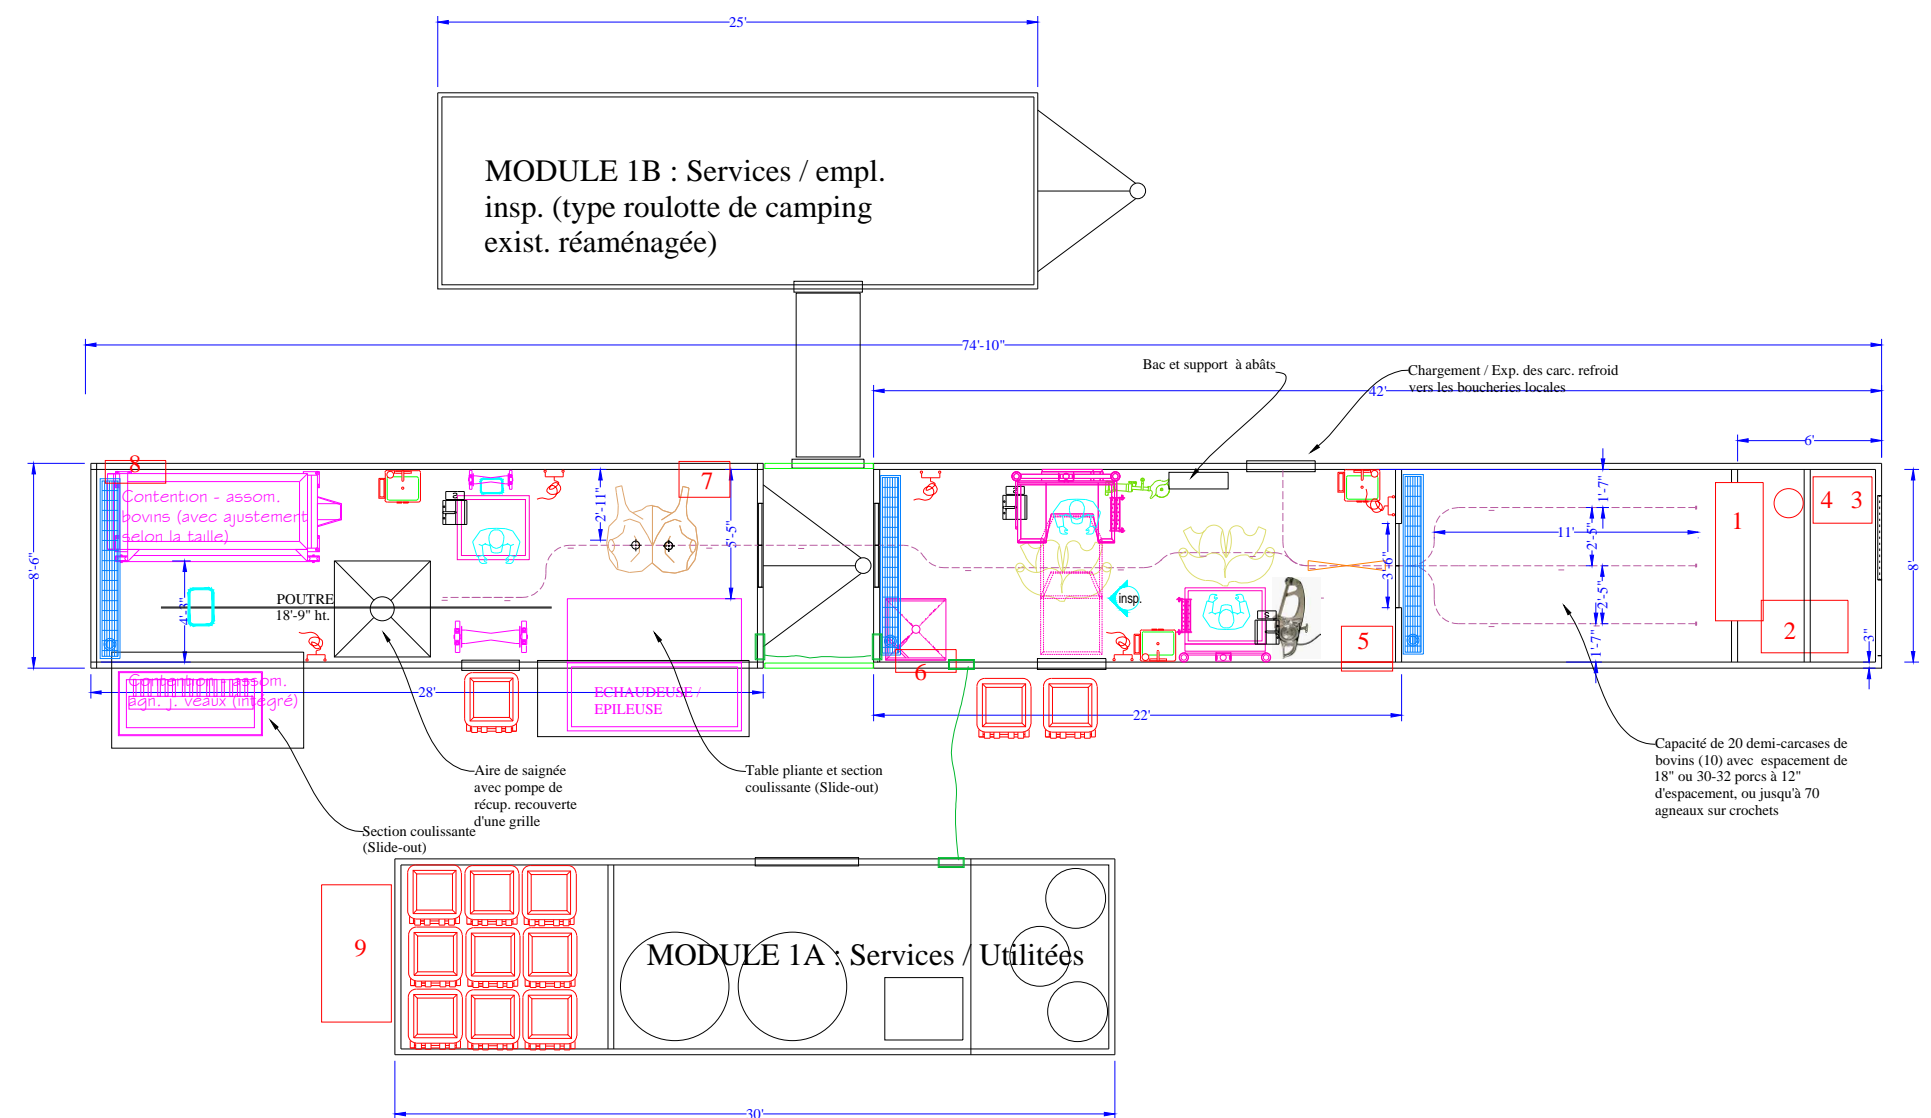 25'
MODULE 1B : Services / empl.
insp. (type roulotte de camping
exist. réaménagée)
74'-10"
Bac et support à abâts
Chargement / Exp. des carc. refroid
vers les boucheries locales
42'
6'
8
7
Contention - assom.
bovins (avec ajustement
selon la taille)
2'-11"
5'-5"
8'-6"
4'-3"
POUTRE
18'-9" ht.
insp.
3'-6"
11'
1'-7"
2'-5"
2'-5"
1'-7"
1
4 3
2
8'
3"
5
6
Contention - assom.
agn. j. veaux (intégré)
28'
ECHAUDEUSE /
EPILEUSE
22'
Aire de saignée
avec pompe de
récup. recouverte
d'une grille
Table pliante et section
coulissante (Slide-out)
Section coulissante
(Slide-out)
Capacité de 20 demi-carcases de
bovins (10) avec espacement de
18" ou 30-32 porcs à 12"
d'espacement, ou jusqu'à 70
agneaux sur crochets
9
MODULE 1A : Services / Utilitées
30'